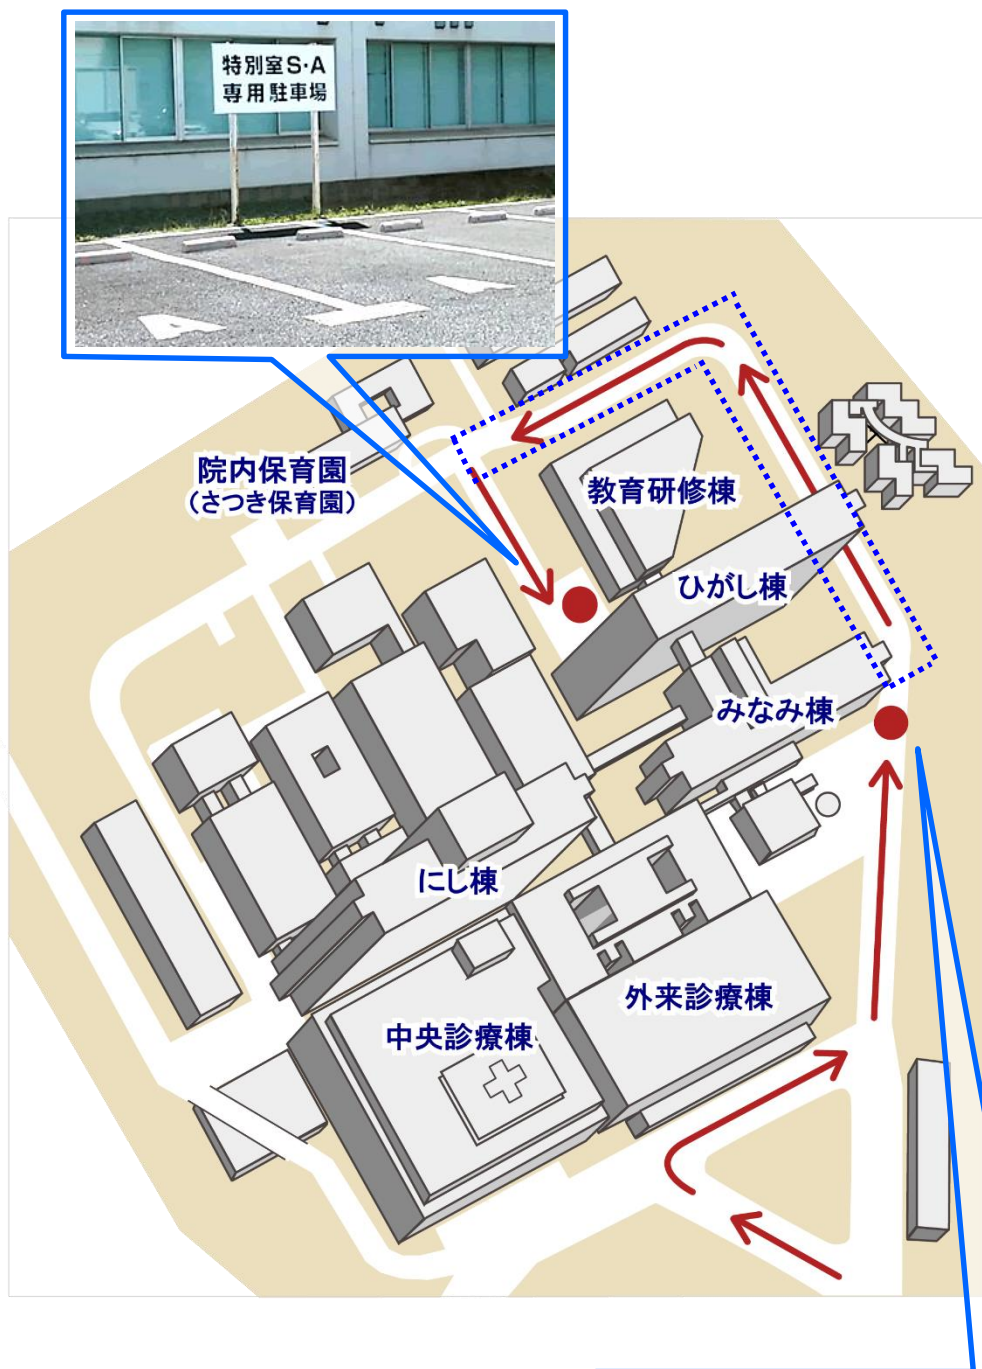 特別室S・A
専用駐車場
院内保育園
（さつき保育園）
教育研修棟
ひがし棟
みなみ棟
にし棟
外来診療棟
中央診療棟
A
A